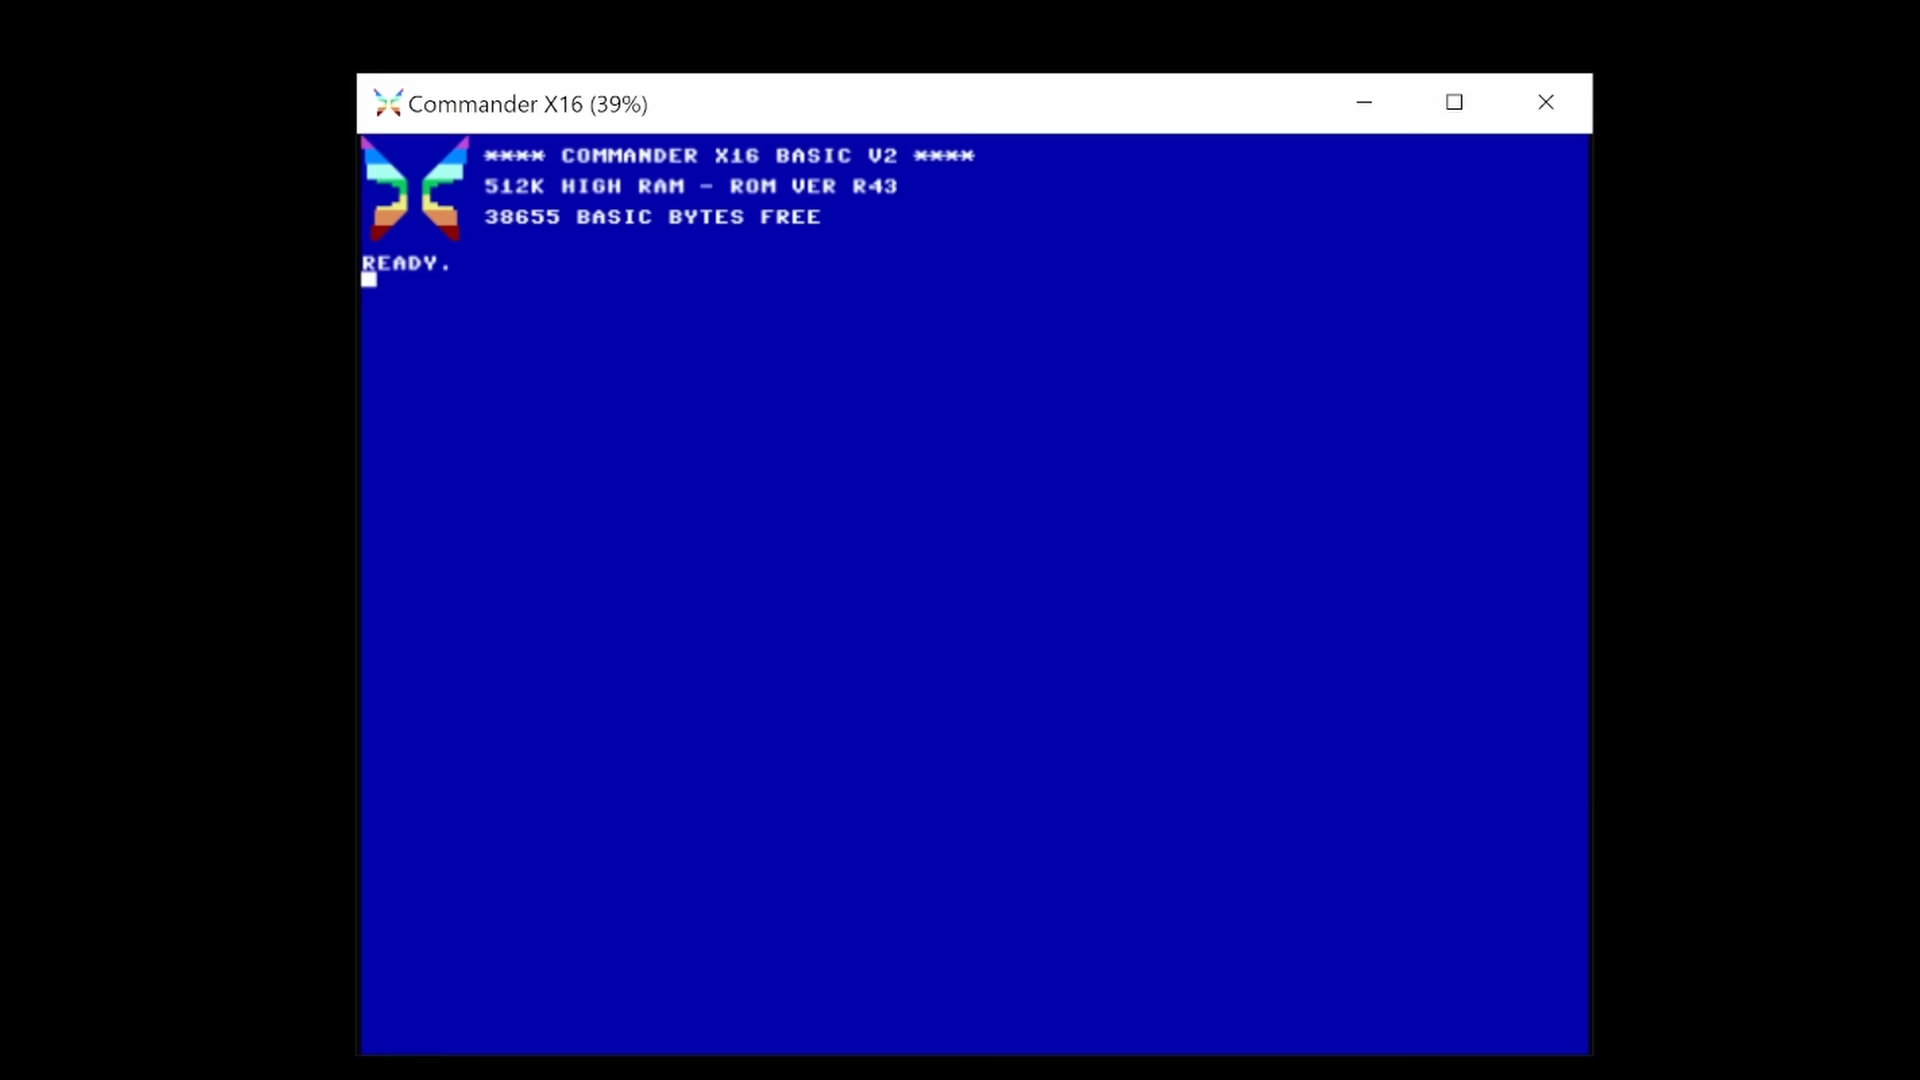 Commander X16 (39%)
**** COMMANDER X16 BASIC V2 ****
512K HIGH RAM - ROM VER R43
38655 BASIC BYTES FREE
READY.